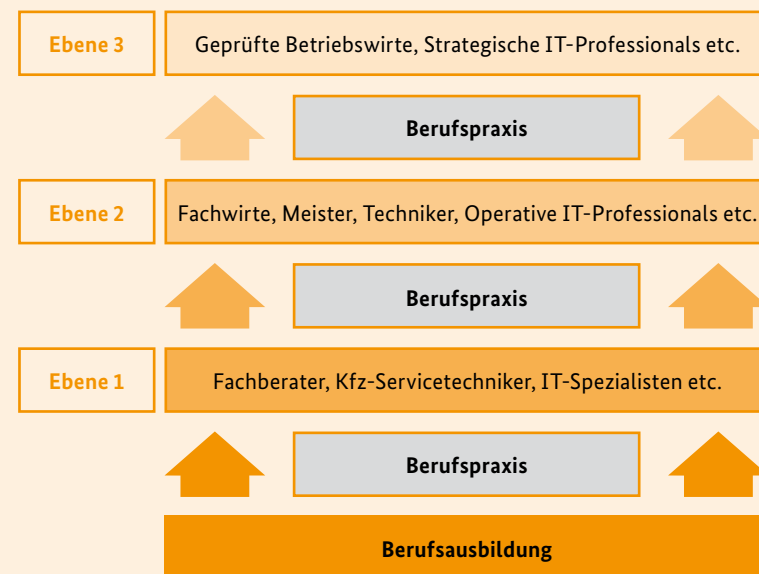 Ebene 3
Geprüfte Betriebswirte, Strategische IT-Professionals etc.
Berufspraxis
Ebene 2
Fachwirte, Meister, Techniker, Operative IT-Professionals etc.
Berufspraxis
Ebene 1
Fachberater, Kfz-Servicetechniker, IT-Spezialisten etc.
Berufspraxis
Berufsausbildung